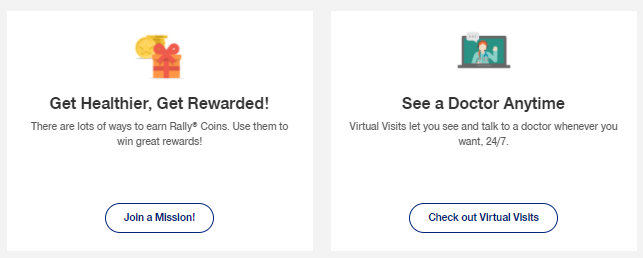 Get Healthier, Get Rewarded!
There are lots of ways to earn Rally® Coins. Use them to
win great rewards!
Join a Mission!
See a Doctor Anytime
Virtual Visits let you see and talk to a doctor whenever you
want, 24/7.
Check out Virtual Visits